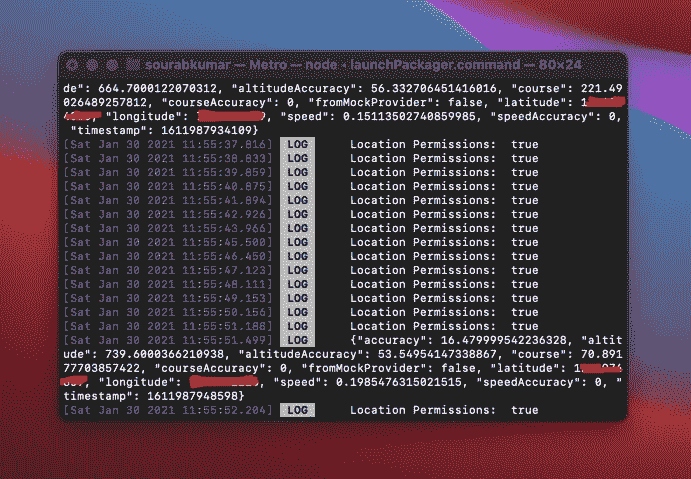 sourabkumar — Metro — node - launchPackager.command — 80×24
de": 664.7000122070312, "altitudeAccuracy": 56.332706451416016, "course": 221.49
026489257812, "courseAccuracy": 0, "fromMockProvider": false, "latitude": 1
"longitude": "speed": 0.15113502740859985, "speedAccuracy": 0,
"timestamp": 1611987934109}
[Sat Jan 30 2021 11:55:37.816] LOG Location Permissions: true
[Sat Jan 30 2021 11:55:38.833] LOG Location Permissions: true
[Sat Jan 30 2021 11:55:39.859] LOG Location Permissions: true
[Sat Jan 30 2021 11:55:40.875] LOG Location Permissions: true
[Sat Jan 30 2021 11:55:41.894] LOG Location Permissions: true
[Sat Jan 30 2021 11:55:42.926] LOG Location Permissions: true
[Sat Jan 30 2021 11:55:43.966] LOG Location Permissions: true
[Sat Jan 30 2021 11:55:45.500] LOG Location Permissions: true
[Sat Jan 30 2021 11:55:46.450] LOG Location Permissions: true
[Sat Jan 30 2021 11:55:47.123] LOG Location Permissions: true
[Sat Jan 30 2021 11:55:48.111] LOG Location Permissions: true
[Sat Jan 30 2021 11:55:49.153] LOG Location Permissions: true
[Sat Jan 30 2021 11:55:50.156] LOG Location Permissions: true
[Sat Jan 30 2021 11:55:51.188] LOG Location Permissions: true
[Sat Jan 30 2021 11:55:51.499] LOG {"accuracy": 16.479999542236328, "altit
ude": 739.6000366210938, "altitudeAccuracy": 53.54954147338867, "course": 70.891
77703857422, "courseAccuracy": 0, "fromMockProvider": false, "latitude": 1
"longitude": "speed": 0.1985476315021515, "speedAccuracy": 0, "
timestamp": 1611987948598}
[Sat Jan 30 2021 11:55:52.204] LOG Location Permissions: true